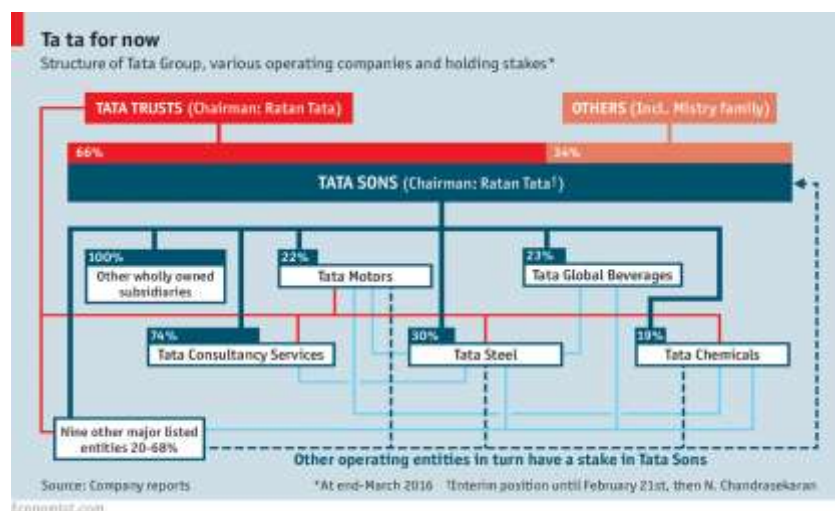 Ta ta for now
Structure of Tata Group, various operating companies and holding stakes*
TATA TRUSTS (Chairman: Ratan Tata)
OTHERS (Incl. Mistry family)
66%
34%
TATA SONS (Chairman: Ratan Tata†)
100%
Other wholly owned
subsidiaries
22%
Tata Motors
23%
Tata Global Beverages
74%
Tata Consultancy Services
30%
Tata Steel
19%
Tata Chemicals
Nine other major listed
entities 20-68%
Other operating entities in turn have a stake in Tata Sons
Source: Company reports
*At end-March 2016 †Interim position until February 21st, then N. Chandrasekaran
Economist.com